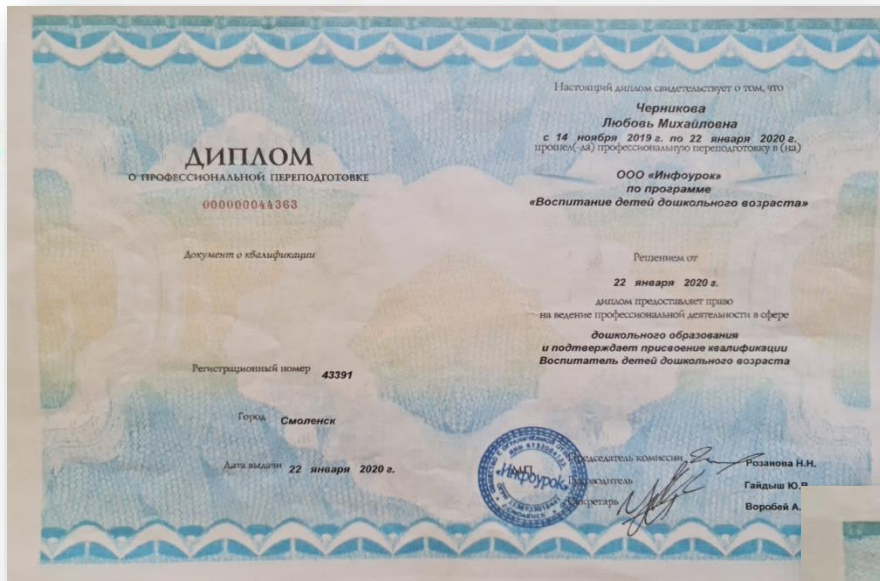 ДИПЛОМ
О ПРОФЕССИОНАЛЬНОЙ ПЕРЕПОДГОТОВКЕ
000000044363
Документ о квалификации
Регистрационный номер 43391
Город Смоленск
Дата выдачи 22 января 2020 г.
Настоящий диплом свидетельствует о том, что
Черникова
Любовь Михайловна
с 14 ноября 2019 г. по 22 января 2020 г.
прошел(-ла) профессиональную переподготовку в (на)
ООО «Инфоурок»
по программе
«Воспитание детей дошкольного возраста»
Решением от
22 января 2020 г.
диплом предоставляет право
на ведение профессиональной деятельности в сфере
дошкольного образования
и подтверждает присвоение квалификации
Воспитатель детей дошкольного возраста
Председатель комиссии Розанова Н.Н.
Руководитель Гайдыш Ю.В.
Секретарь Воробей А.
М.П.
«Инфоурок»